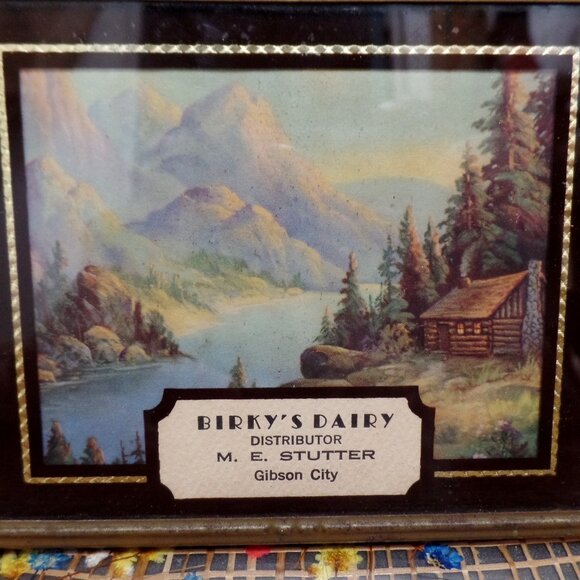 BIRKY'S DAIRY
DISTRIBUTOR
M. E. STUTTER
Gibson City